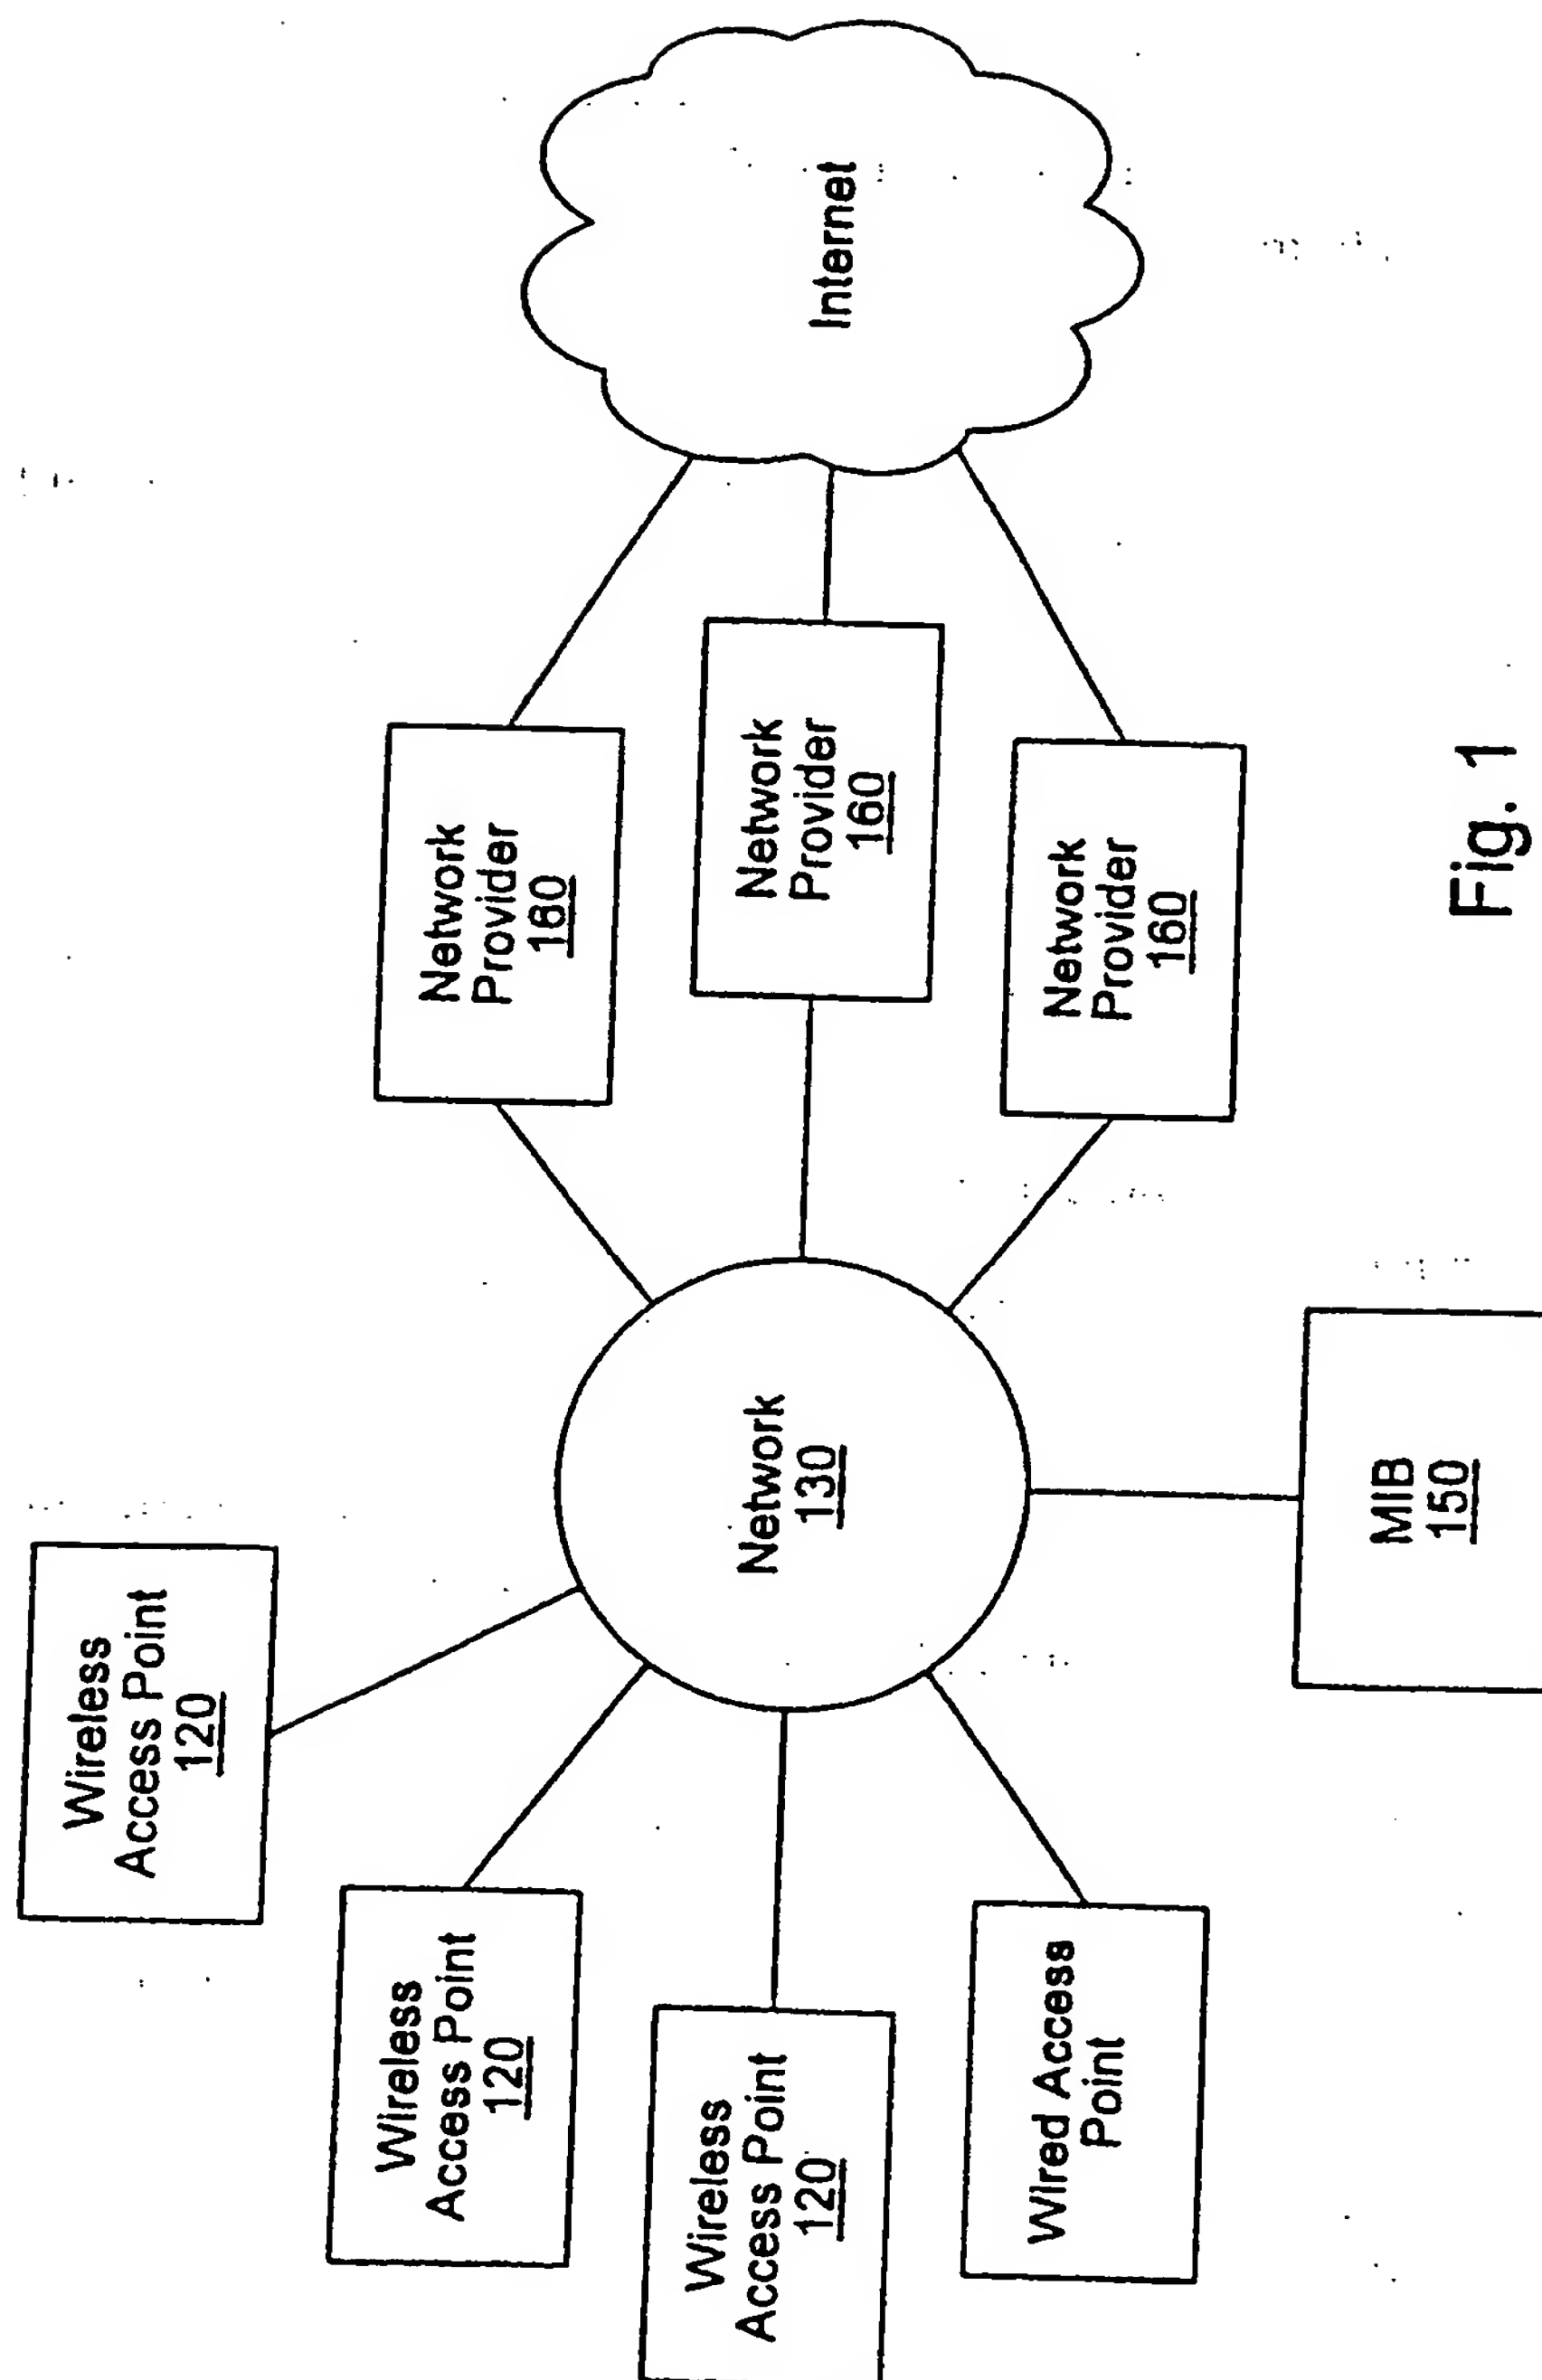 Wireless
Access Point
120
Wireless
Access Point
120
Wireless
Access Point
120
Wired Access
Point
Network
130
MIB
150
Network
Provider
160
Network
Provider
160
Network
Provider
160
Internet
Fig. 1